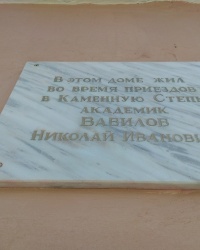 В этом доме жил
во время приездов
в Каменную Степь
академик
Вавилов
Николай Иванович